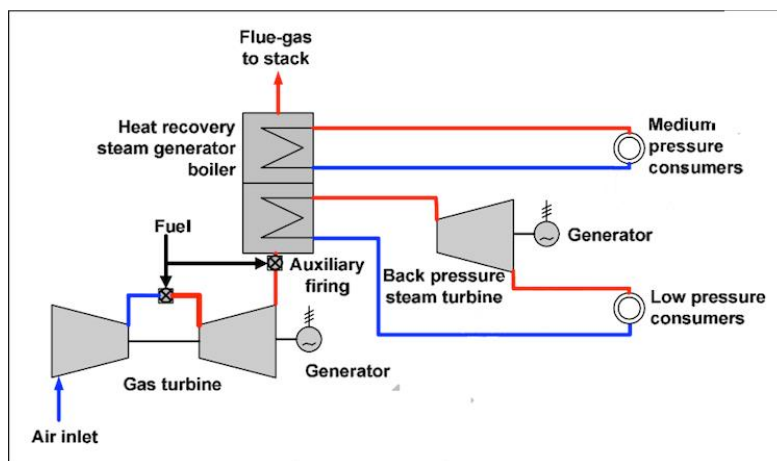 Flue-gas
to stack
Heat recovery
steam generator
boiler
Medium
pressure
consumers
Fuel
Auxiliary
firing
Back pressure
steam turbine
Generator
Low pressure
consumers
Gas turbine
Generator
Air inlet